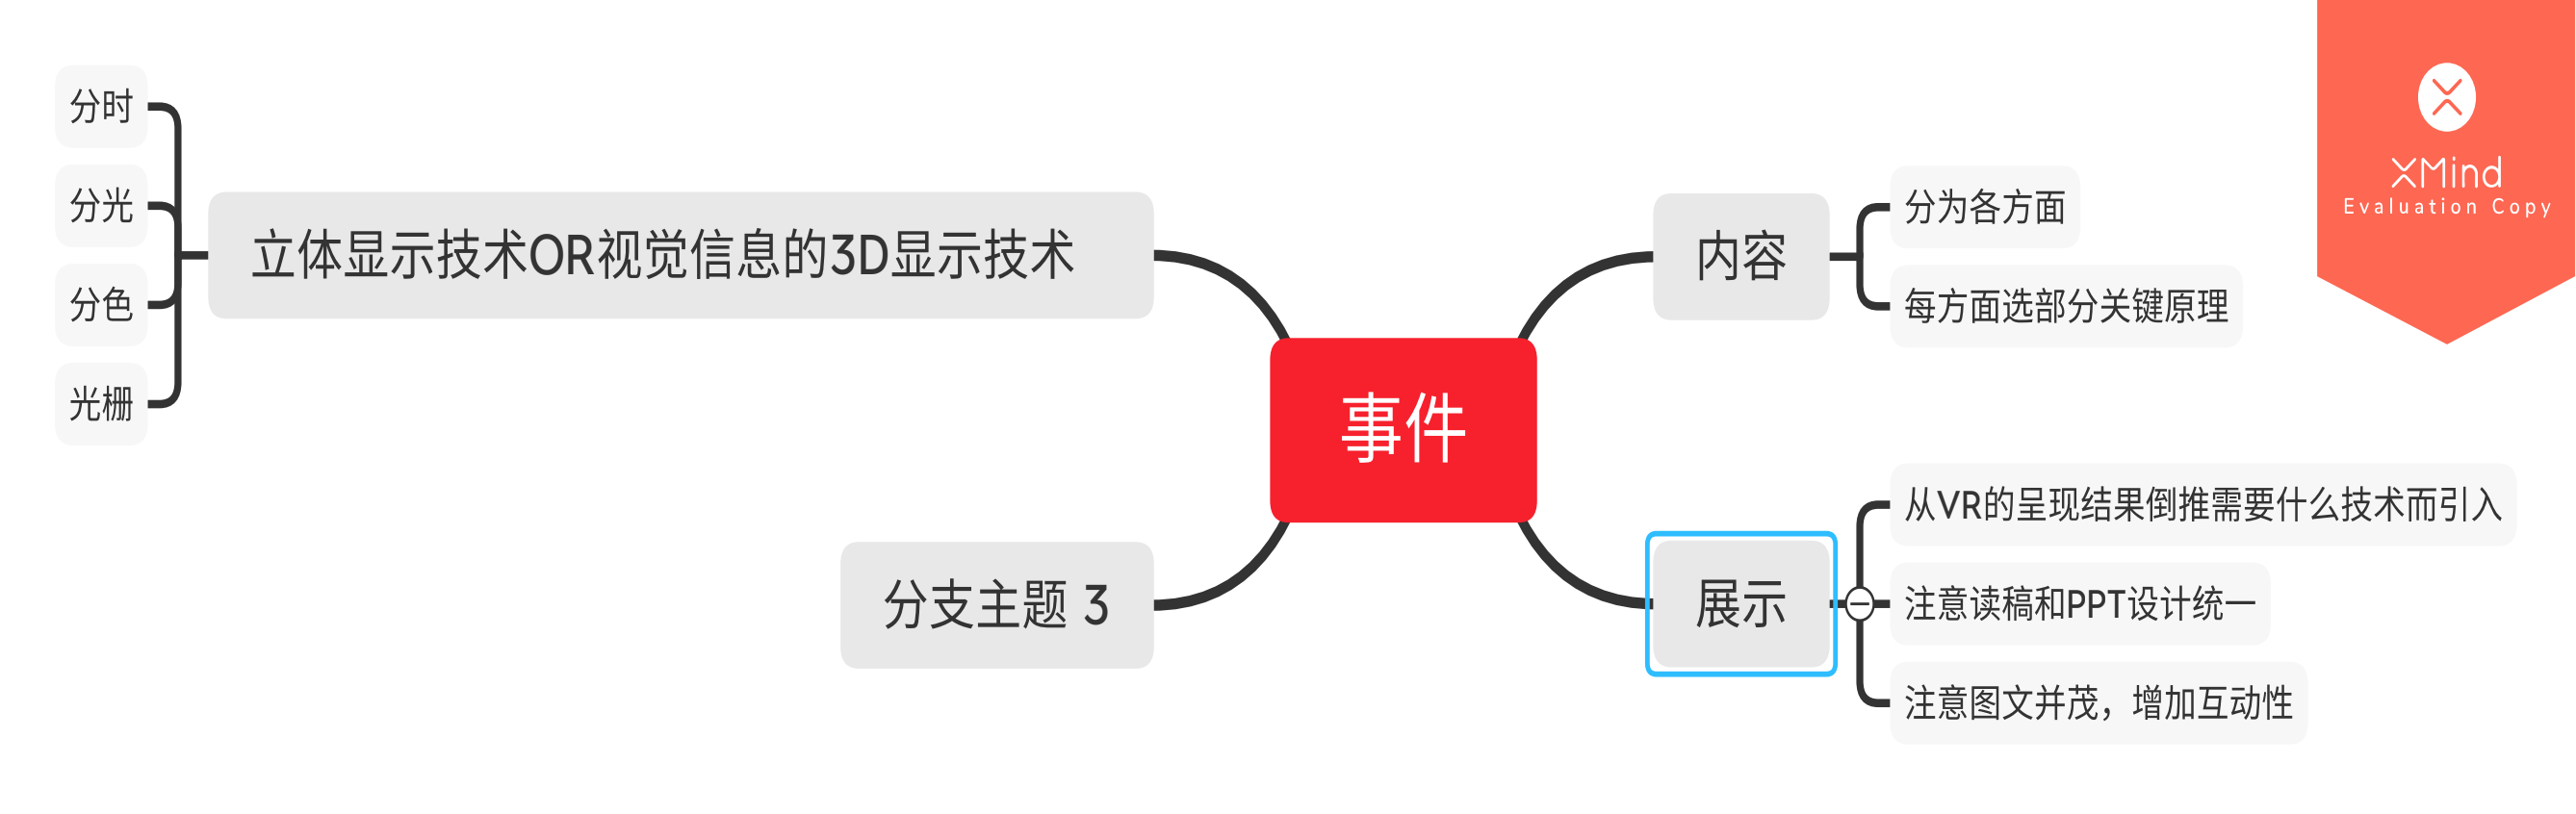 事件
内容
分为各方面
每方面选部分关键原理
展示
从VR的呈现结果倒推需要什么技术而引入
注意读稿和PPT设计统一
注意图文并茂，增加互动性
分支主题 3
立体显示技术OR视觉信息的3D显示技术
分时
分光
分色
光栅
XMind
Evaluation Copy